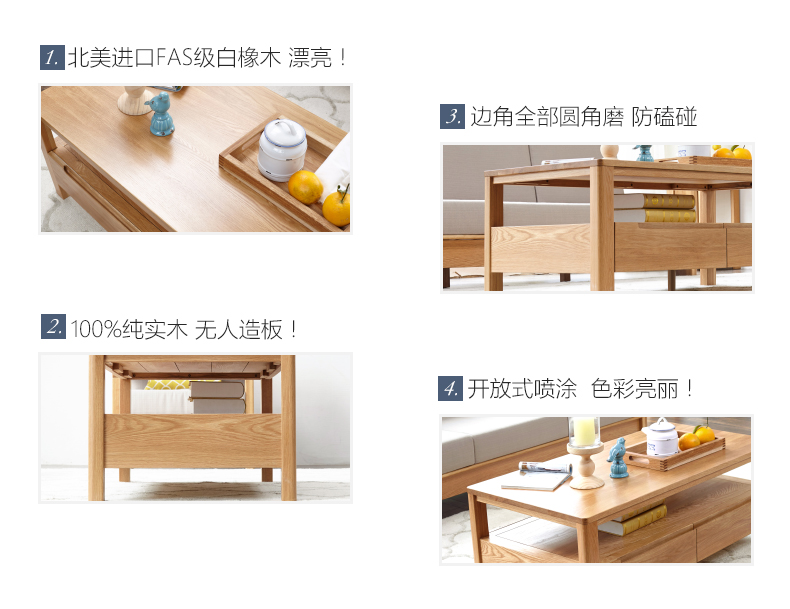 1. 北美进口FAS级白橡木 漂亮！
2. 100%纯实木 无人造板！
3. 边角全部圆角磨 防磕碰
4. 开放式喷涂 色彩亮丽！